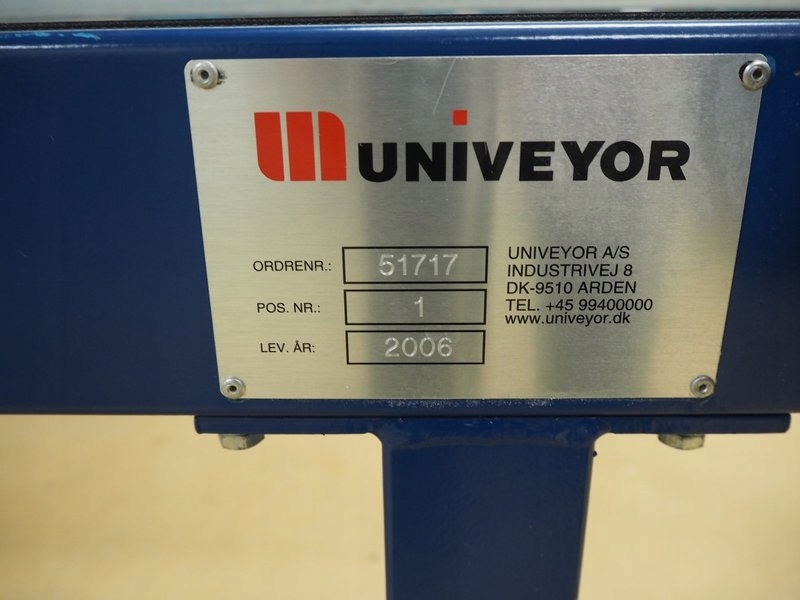 UNIVEYOR
ORDRENR.: 51717
POS. NR.: 1
LEV. ÅR: 2006
UNIVEYOR A/S
INDUSTRIVEJ 8
DK-9510 ARDEN
TEL. +45 99400000
www.univeyor.dk